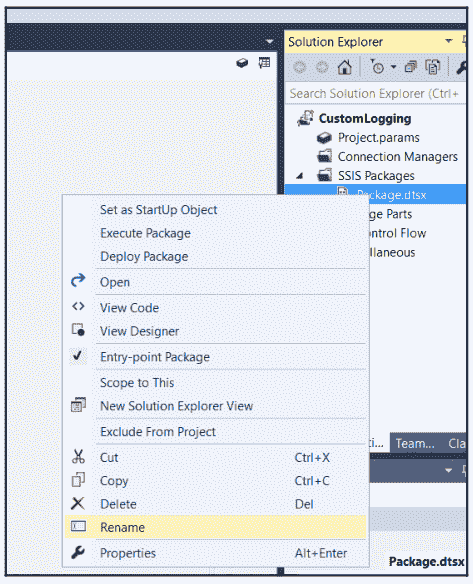 Solution Explorer
Search Solution Explorer (Ctrl+
CustomLogging
Project.params
Connection Managers
SSIS Packages
Package.dtsx
ge Parts
ontrol Flow
ellaneous
Set as StartUp Object
Execute Package
Deploy Package
Open
View Code
View Designer
Entry-point Package
Scope to This
New Solution Explorer View
Exclude From Project
Cut Ctrl+X
Copy Ctrl+C
Delete Del
Rename
Properties Alt+Enter
ti... Team... Cla
Package.dtsx